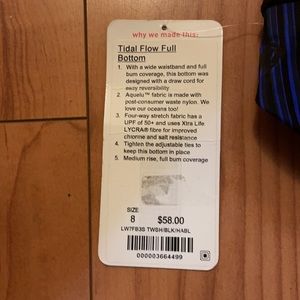 why we made this:
Tidal Flow Full
Bottom
1. With a wide waistband and full
bum coverage, this bottom was
designed with a draw cord for
easy reversibility
2. Aquelu™ fabric is made with
post-consumer waste nylon. We
love our oceans too!
3. Four-way stretch fabric has a
UPF of 50+ and uses Xtra Life
LYCRA® fibre for improved
chlorine and salt resistance
4. Tighten the adjustable ties to
keep this bottom in place
5. Medium rise, full bum coverage
SIZE
8 $58.00
LW7FB3S TWSH/BLK/HABL
000003664499